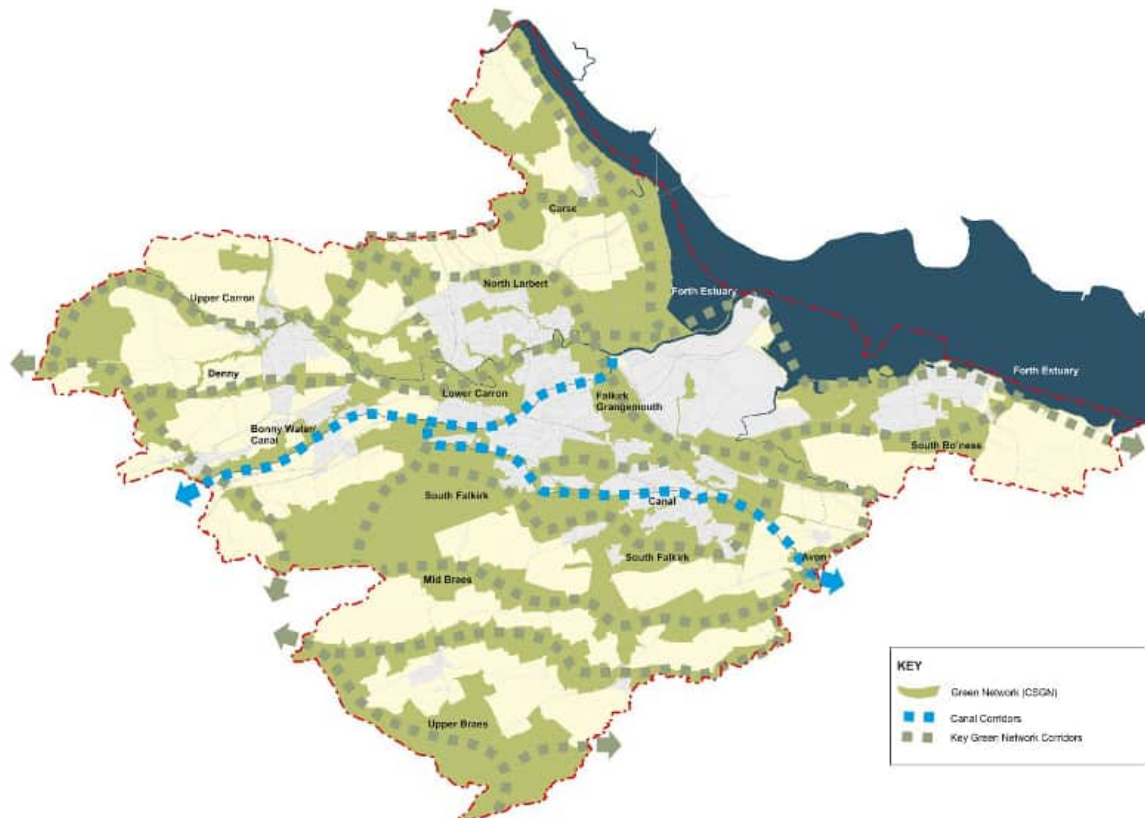 Carse
North Larbert
Upper Carron
Forth Estuary
Denny
Lower Carron
Falkirk
Grangemouth
Forth Estuary
Bonny Water/
Canal
South Bo'ness
South Falkirk
Canal
South Falkirk
Avon
Mid Braes
Upper Braes
KEY
Green Network (CSGN)
Canal Corridors
Key Green Network Corridors